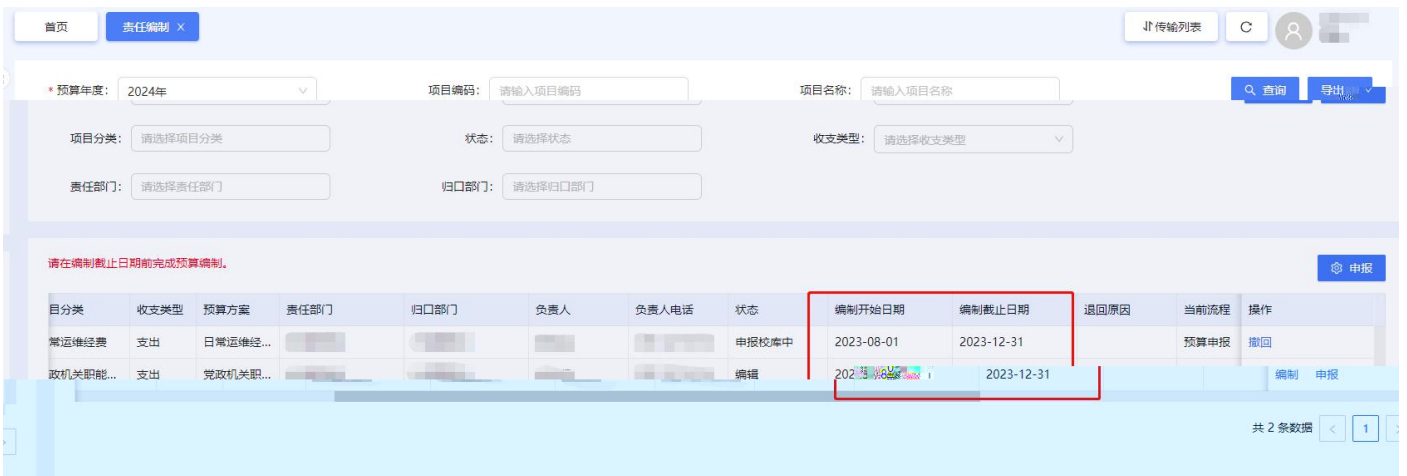 首页 责任编制 × 传输列表
* 预算年度: 2024年 项目编码: 请输入项目编码 项目名称: 请输入项目名称 查询 导出
项目分类: 请选择项目分类 状态: 请选择状态 收支类型: 请选择收支类型
责任部门: 请选择责任部门 归口部门: 请选择归口部门
请在编制截止日期前完成预算编制。 申报
目分类 收支类型 预算方案 责任部门 归口部门 负责人 负责人电话 状态 编制开始日期 编制截止日期 退回原因 当前流程 操作
常运维经费 支出 日常运维经... 申报校库中 2023-08-01 2023-12-31 预算申报 撤回
政机关职能... 支出 党政机关职... 编辑 2023-12-31 编制 申报
共 2 条数据 < 1 >